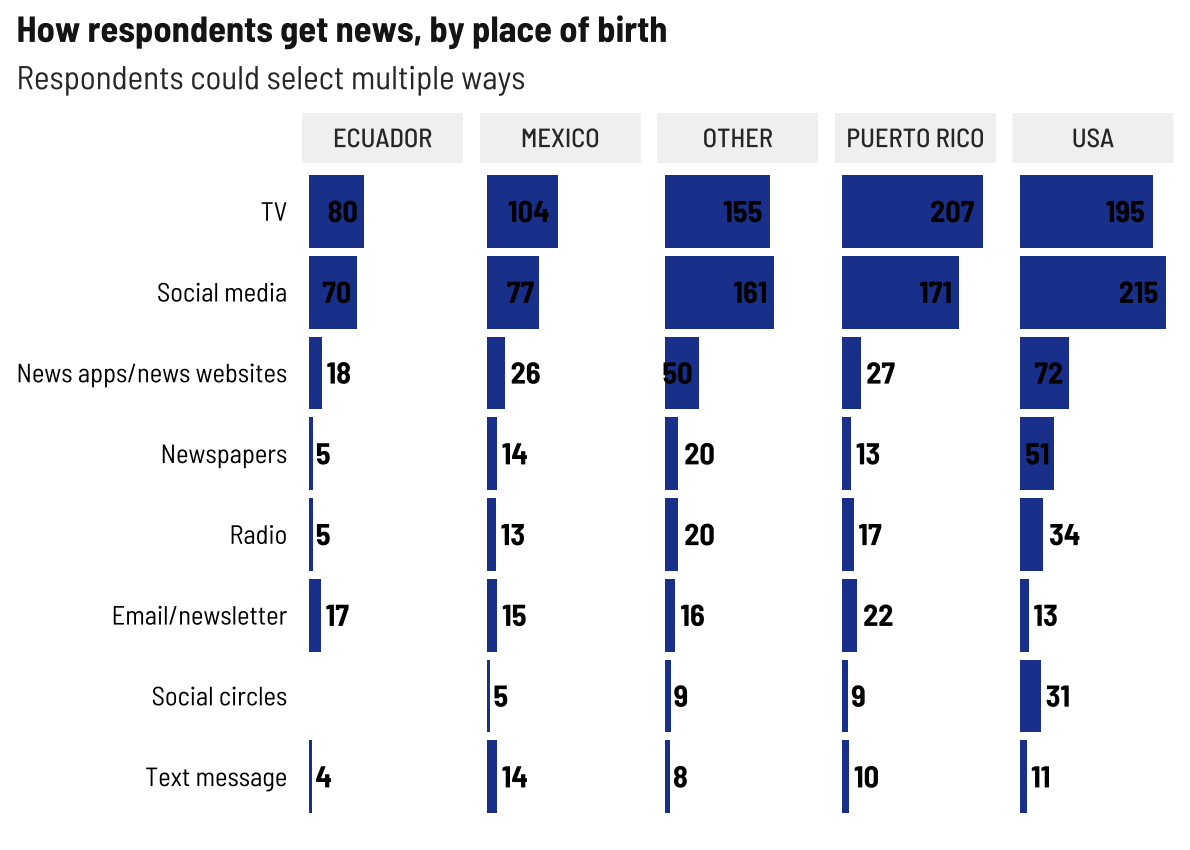 How respondents get news, by place of birth
Respondents could select multiple ways
ECUADOR MEXICO OTHER PUERTO RICO USA
TV 80 104 155 207 195
Social media 70 77 161 171 215
News apps/news websites 18 26 50 27 72
Newspapers 5 14 20 13 51
Radio 5 13 20 17 34
Email/newsletter 17 15 16 22 13
Social circles 5 9 9 31
Text message 4 14 8 10 11